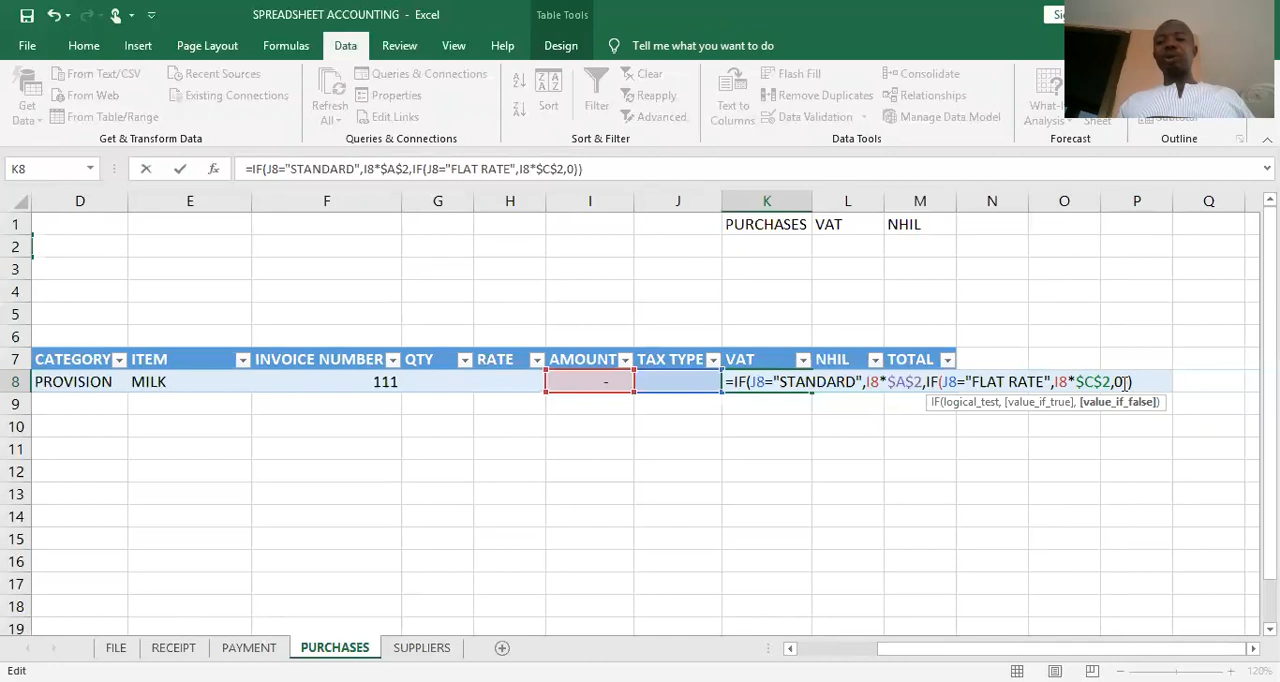 SPREADSHEET ACCOUNTING - Excel
Table Tools
File Home Insert Page Layout Formulas Data Review View Help Design Tell me what you want to do
Get Data
From Text/CSV
From Web
From Table/Range
Recent Sources
Existing Connections
Get & Transform Data
Refresh All
Queries & Connections
Properties
Edit Links
Queries & Connections
Sort
Filter
Clear
Reapply
Advanced
Sort & Filter
Text to Columns
Flash Fill
Remove Duplicates
Data Validation
Consolidate
Relationships
Manage Data Model
Data Tools
What-I
Analysis
Sheet
Forecast
Outline
K8 fx =IF(J8="STANDARD",I8*$A$2,IF(J8="FLAT RATE",I8*$C$2,0))
D E F G H I J K L M N O P Q
1 PURCHASES VAT NHIL
2
3
4
5
6
7 CATEGORY ITEM INVOICE NUMBER QTY RATE AMOUNT TAX TYPE VAT NHIL TOTAL
8 PROVISION MILK 111 - =IF(J8="STANDARD",I8*$A$2,IF(J8="FLAT RATE",I8*$C$2,0))
9 IF(logical_test, [value_if_true], [value_if_false])
10
11
12
13
14
15
16
17
18
19
FILE RECEIPT PAYMENT PURCHASES SUPPLIERS
Edit 120%